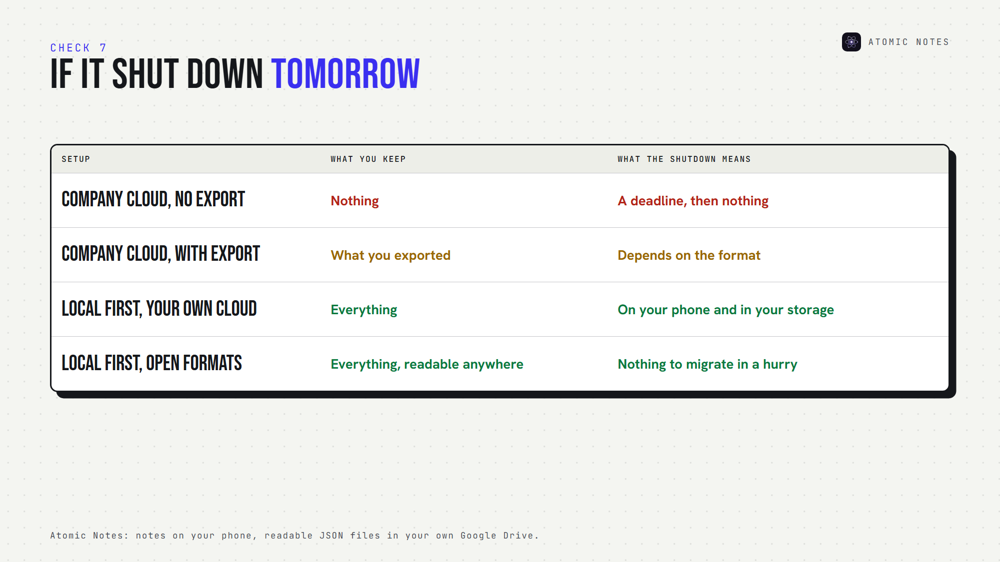 CHECK 7
ATOMIC NOTES
IF IT SHUT DOWN TOMORROW
SETUP WHAT YOU KEEP WHAT THE SHUTDOWN MEANS
COMPANY CLOUD, NO EXPORT Nothing A deadline, then nothing
COMPANY CLOUD, WITH EXPORT What you exported Depends on the format
LOCAL FIRST, YOUR OWN CLOUD Everything On your phone and in your storage
LOCAL FIRST, OPEN FORMATS Everything, readable anywhere Nothing to migrate in a hurry
Atomic Notes: notes on your phone, readable JSON files in your own Google Drive.